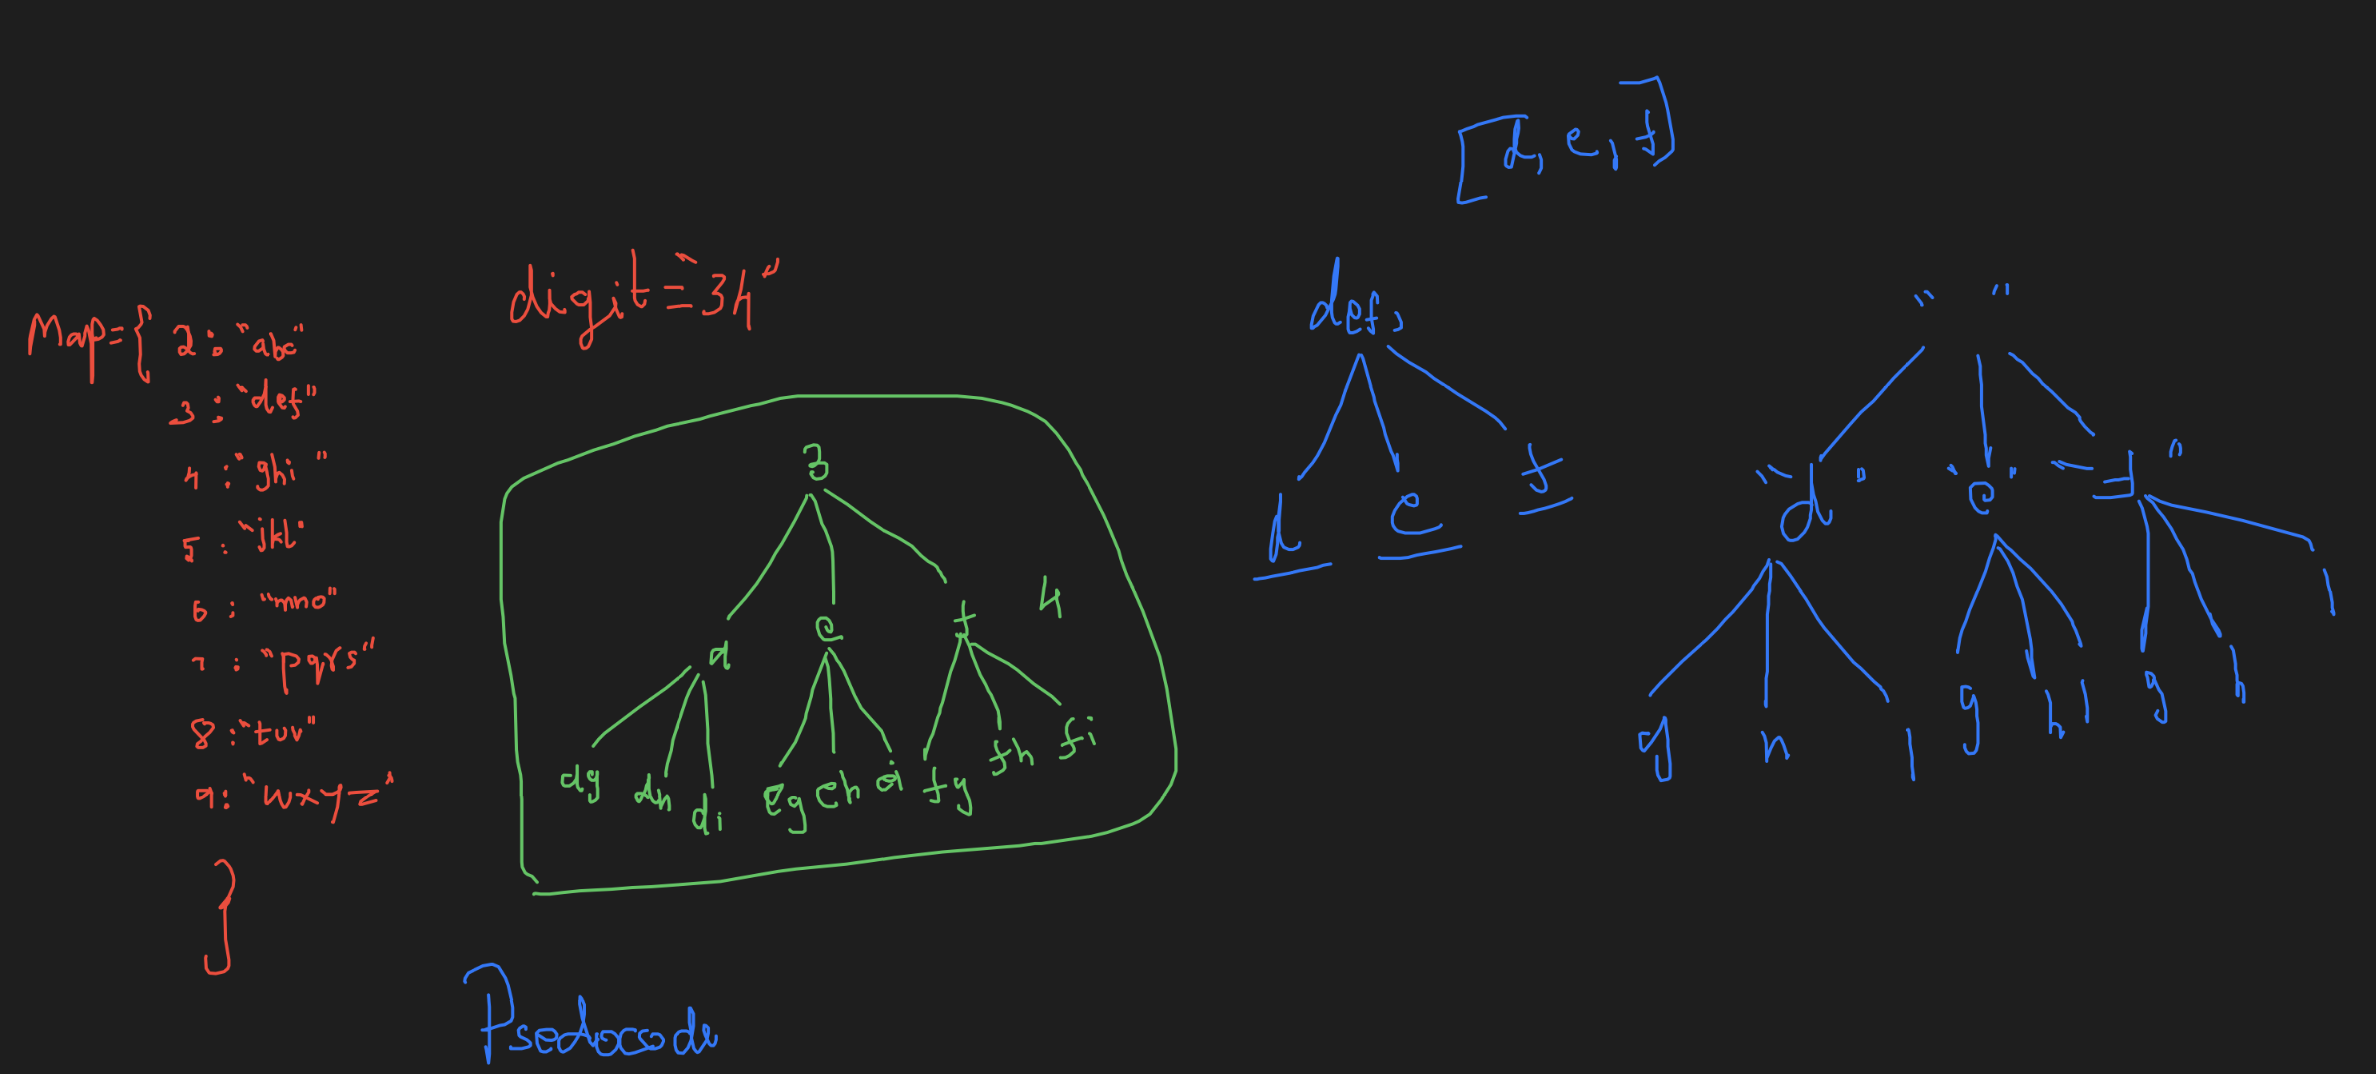 [d, e, f]
digit = "34"
Map = { 2: "abc"
3: "def"
4: "ghi"
5: "jkl"
6: "mno"
7: "pqrs"
8: "tuv"
9: "wxyz"
}
3
d e f 4
dg dh di eg eh ei fg fh fi
def,
d e f
" "
"d" "e" "f"
g h i g h i g h i
Psedocode